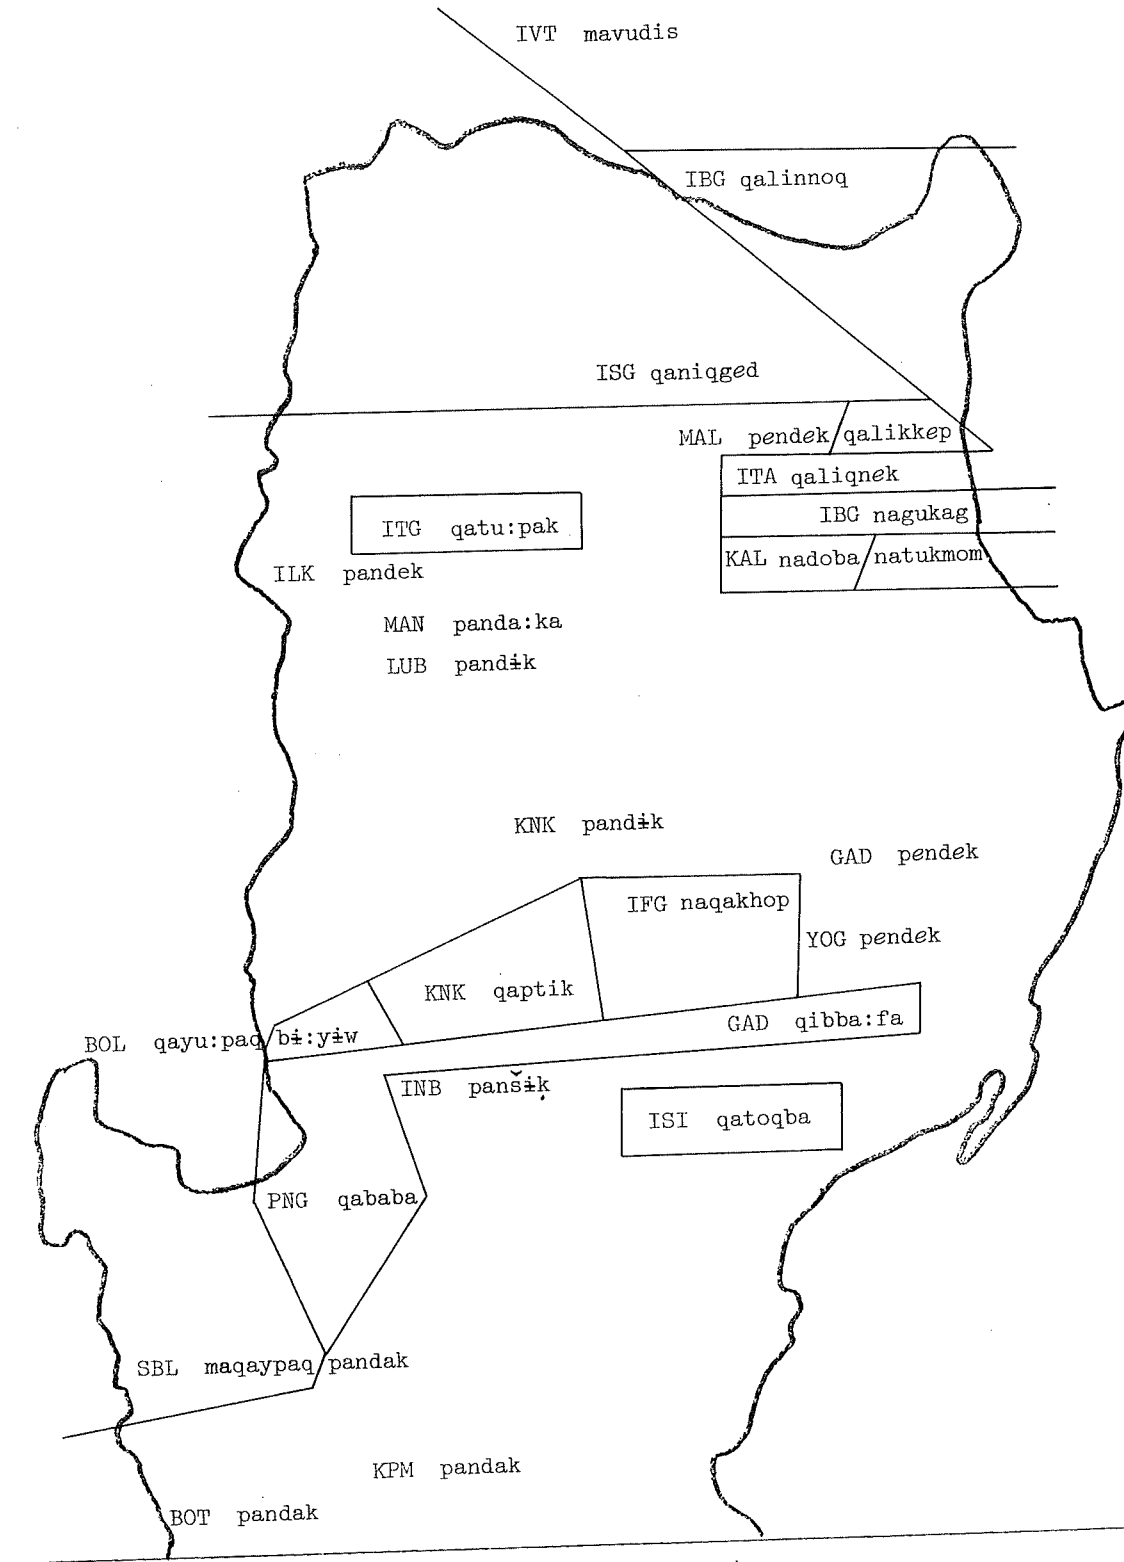 IVT mavudis
IBG qalinnoq
ISG qaniqged
MAL pendek/qalikkep
ITA qaliqnek
IBG nagukag
ITG qatu:pak
KAL nadoba/natukmom
ILK pandek
MAN panda:ka
LUB pandɨk
KNK pandɨk
GAD pendek
IFG naqakhop
YOG pendek
KNK qaptik
GAD qibba:fa
BOL qayu:paq/bɨ:yɨw
INB panšɨḳ
ISI qatoqba
PNG qababa
SBL maqaypaq/pandak
KPM pandak
BOT pandak